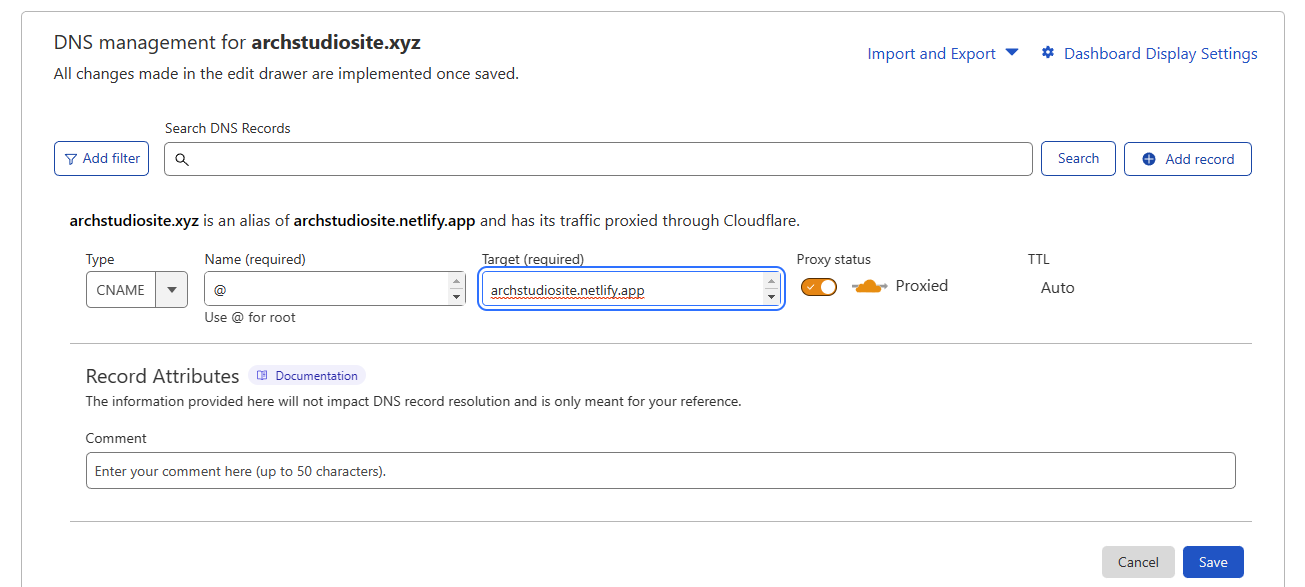 DNS management for archstudiosite.xyz
Import and Export
Dashboard Display Settings
All changes made in the edit drawer are implemented once saved.
Search DNS Records
Add filter
Search
Add record
archstudiosite.xyz is an alias of archstudiosite.netlify.app and has its traffic proxied through Cloudflare.
Type
Name (required)
Target (required)
Proxy status
TTL
CNAME
@
archstudiosite.netlify.app
Proxied
Auto
Use @ for root
Record Attributes
Documentation
The information provided here will not impact DNS record resolution and is only meant for your reference.
Comment
Enter your comment here (up to 50 characters).
Cancel
Save